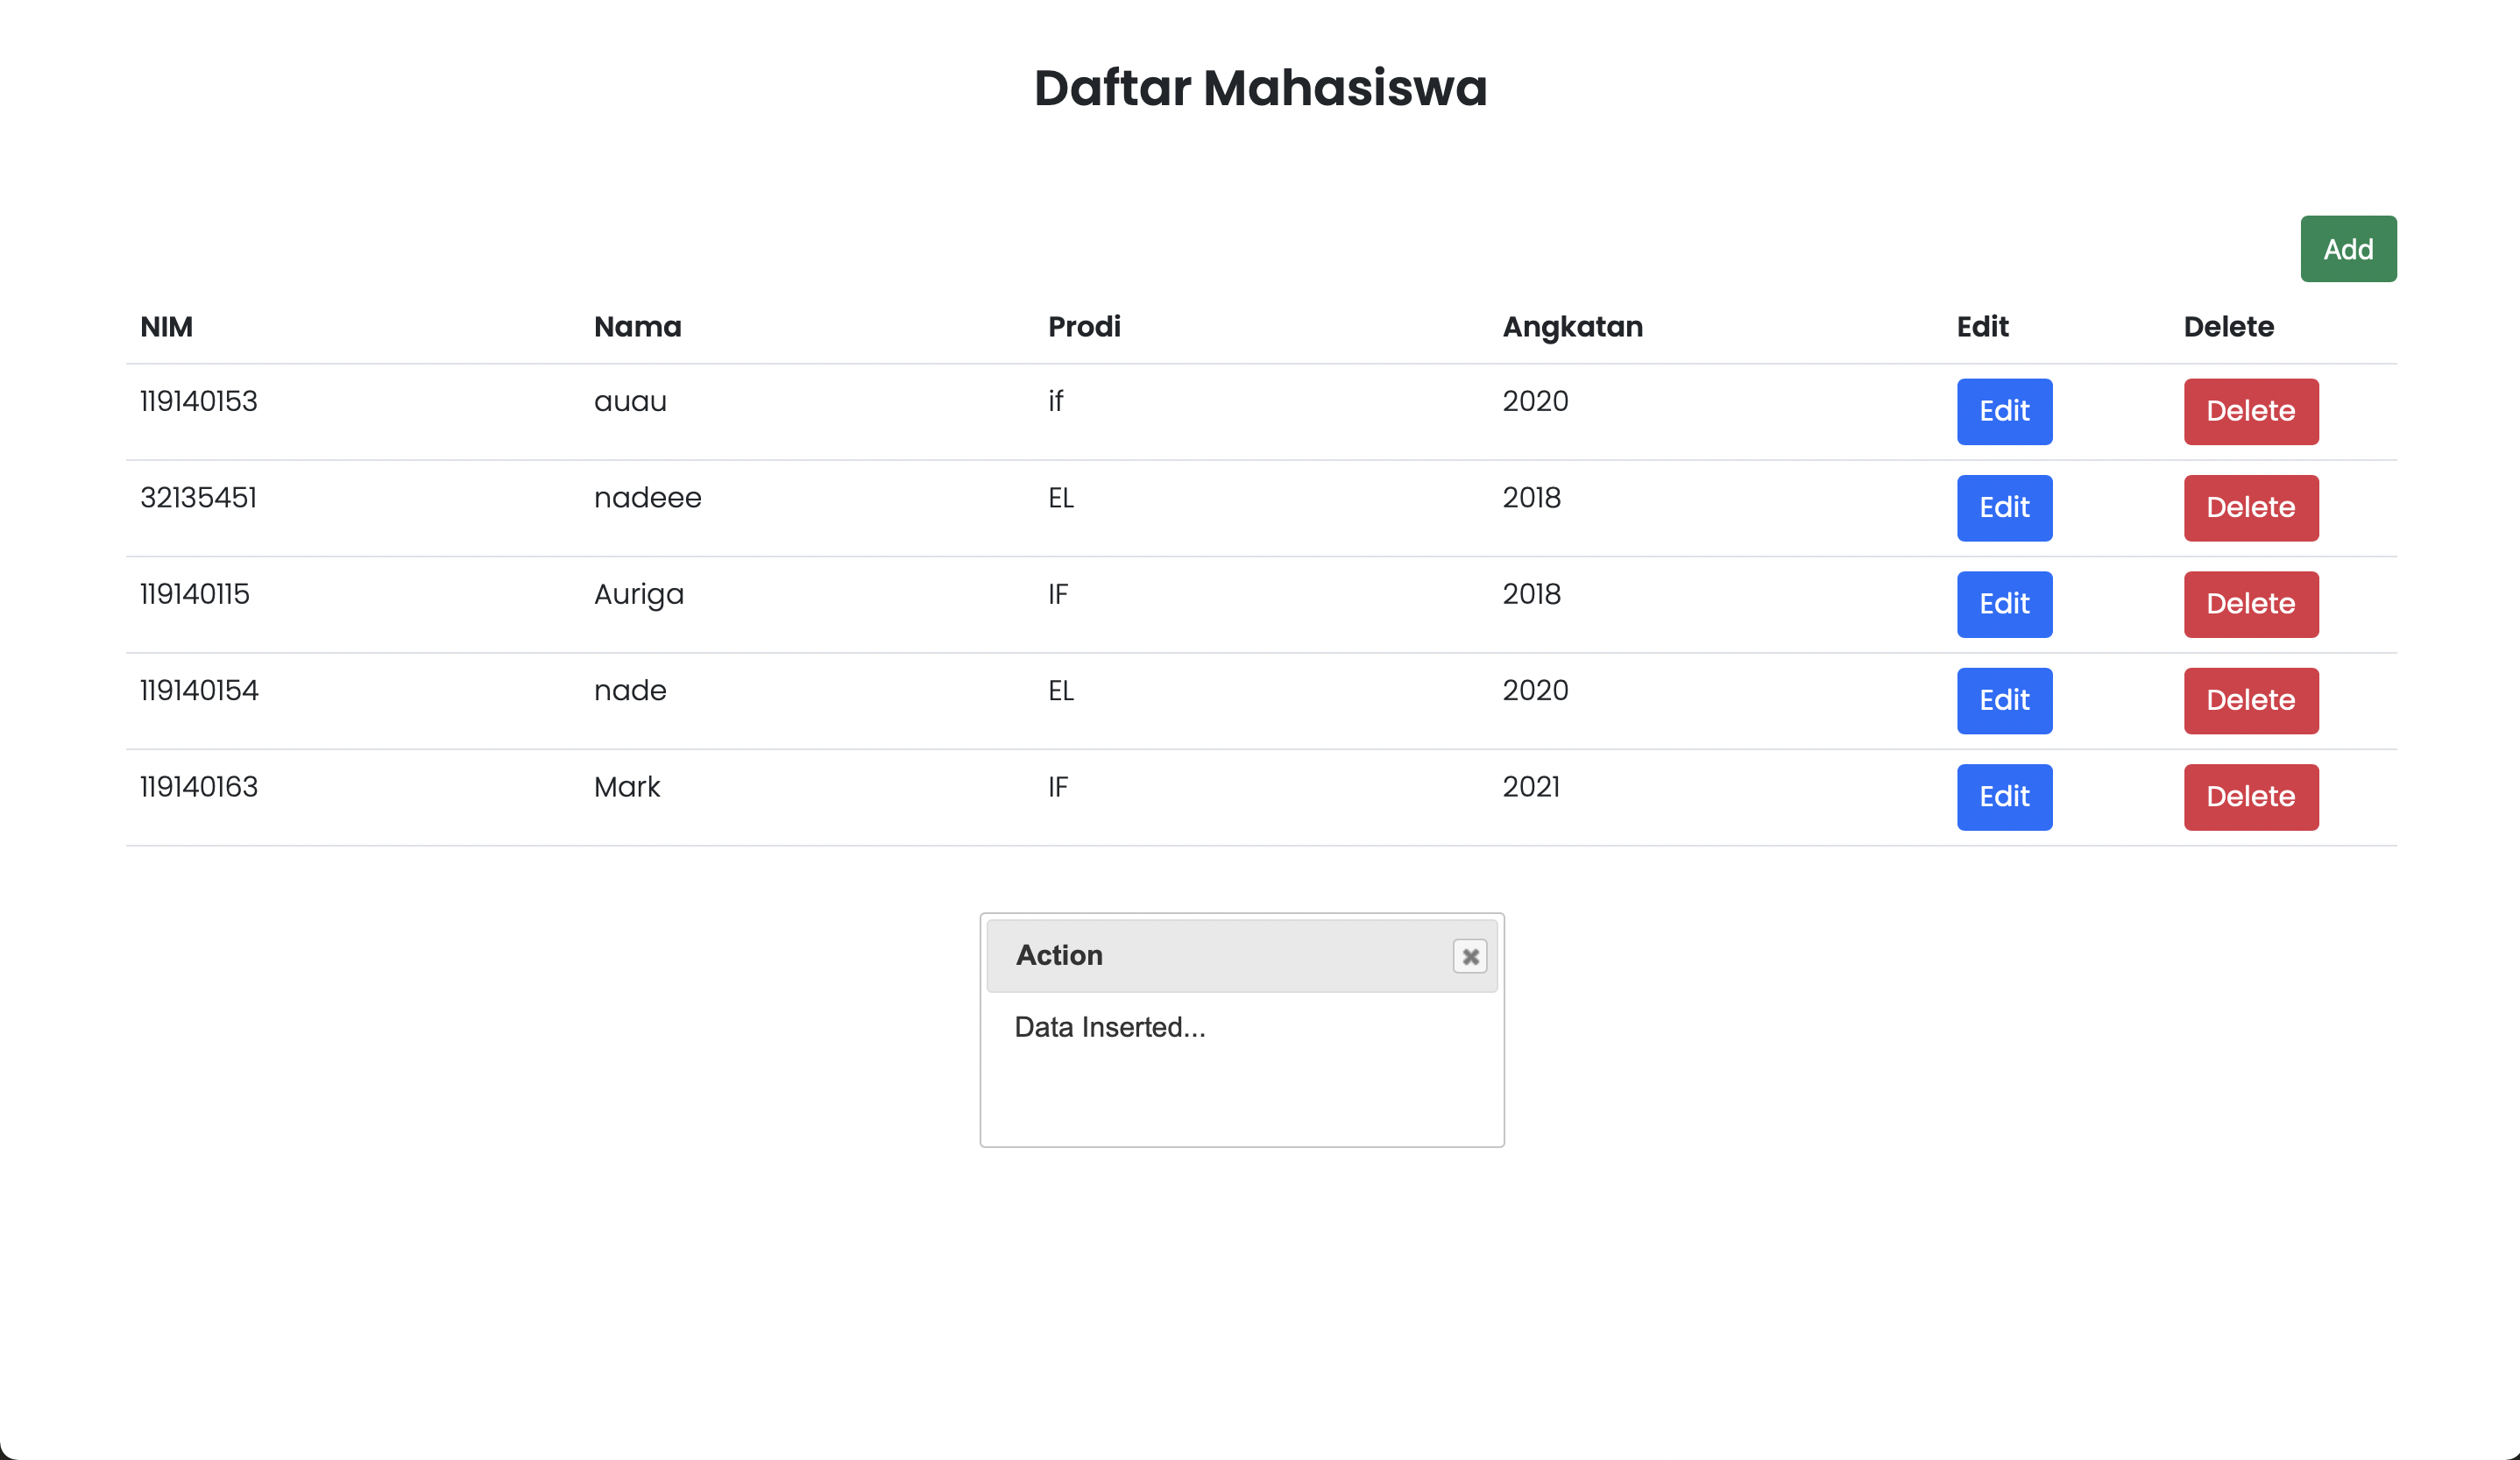 Daftar Mahasiswa
Add
NIM Nama Prodi Angkatan Edit Delete
119140153 auau if 2020 Edit Delete
32135451 nadeee EL 2018 Edit Delete
119140115 Auriga IF 2018 Edit Delete
119140154 nade EL 2020 Edit Delete
119140163 Mark IF 2021 Edit Delete
Action
Data Inserted...